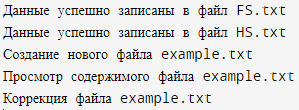 Данные успешно записаны в файл FS.txt
Данные успешно записаны в файл HS.txt
Создание нового файла example.txt
Просмотр содержимого файла example.txt
Коррекция файла example.txt